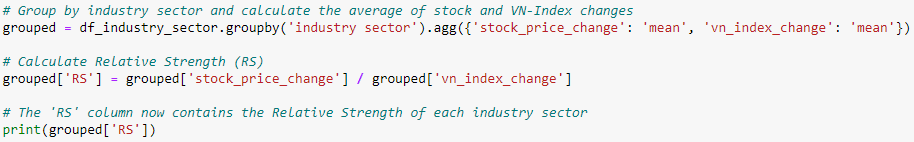 # Group by industry sector and calculate the average of stock and VN-Index changes
grouped = df_industry_sector.groupby('industry sector').agg({'stock_price_change': 'mean', 'vn_index_change': 'mean'})
# Calculate Relative Strength (RS)
grouped['RS'] = grouped['stock_price_change'] / grouped['vn_index_change']
# The 'RS' column now contains the Relative Strength of each industry sector
print(grouped['RS'])